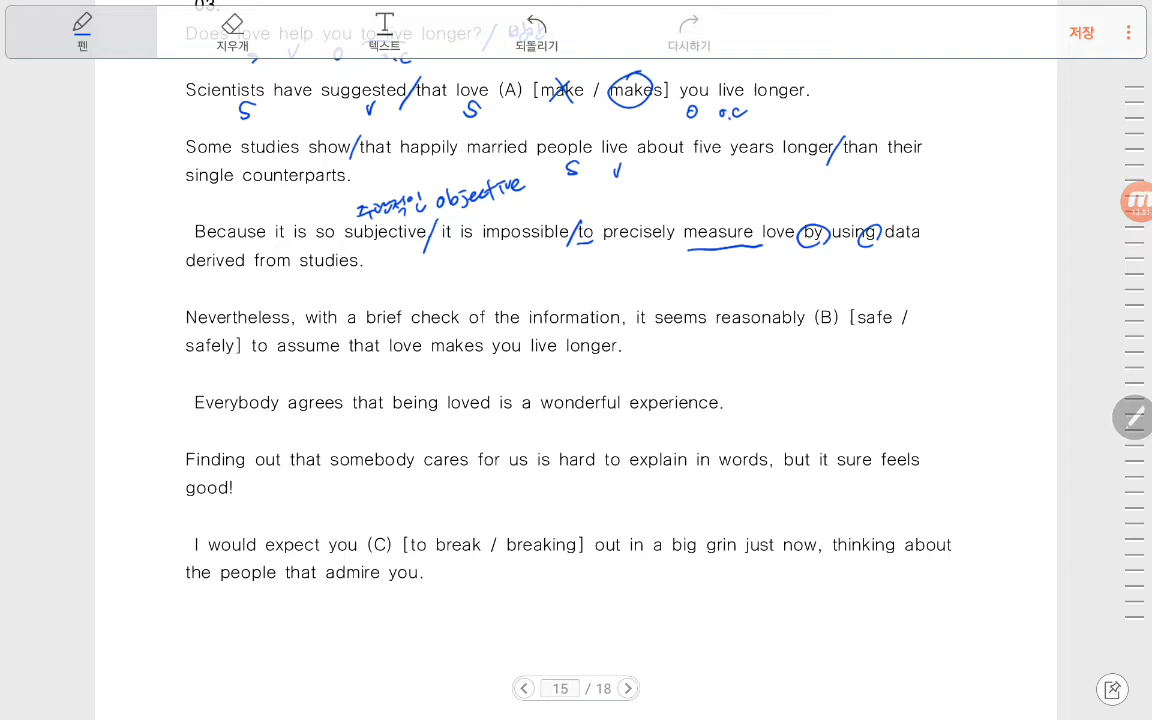 03.
Does love help you to live longer?
펜
지우개
텍스트
되돌리기
다시하기
저장
Scientists have suggested that love (A) [make / makes] you live longer.
S V S O O.C
Some studies show that happily married people live about five years longer than their
S V
single counterparts.
주관적인 objective
Because it is so subjective it is impossible to precisely measure love by using data
derived from studies.
Nevertheless, with a brief check of the information, it seems reasonably (B) [safe /
safely] to assume that love makes you live longer.
Everybody agrees that being loved is a wonderful experience.
Finding out that somebody cares for us is hard to explain in words, but it sure feels
good!
I would expect you (C) [to break / breaking] out in a big grin just now, thinking about
the people that admire you.
15 / 18